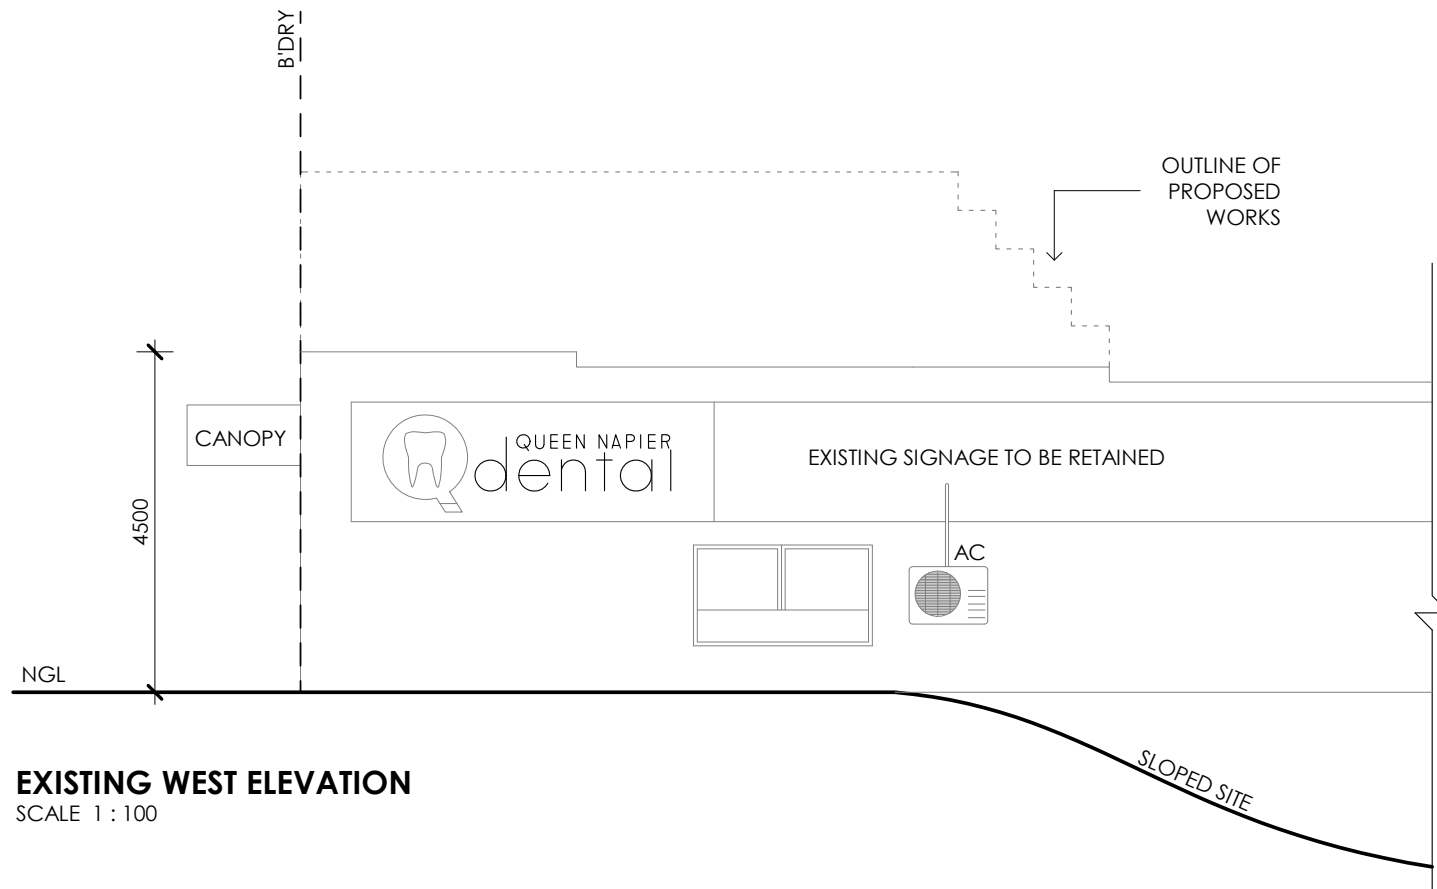 B'DRY
OUTLINE OF
PROPOSED
WORKS
CANOPY
QUEEN NAPIER
dental
EXISTING SIGNAGE TO BE RETAINED
4500
AC
NGL
SLOPED SITE
EXISTING WEST ELEVATION
SCALE 1 : 100